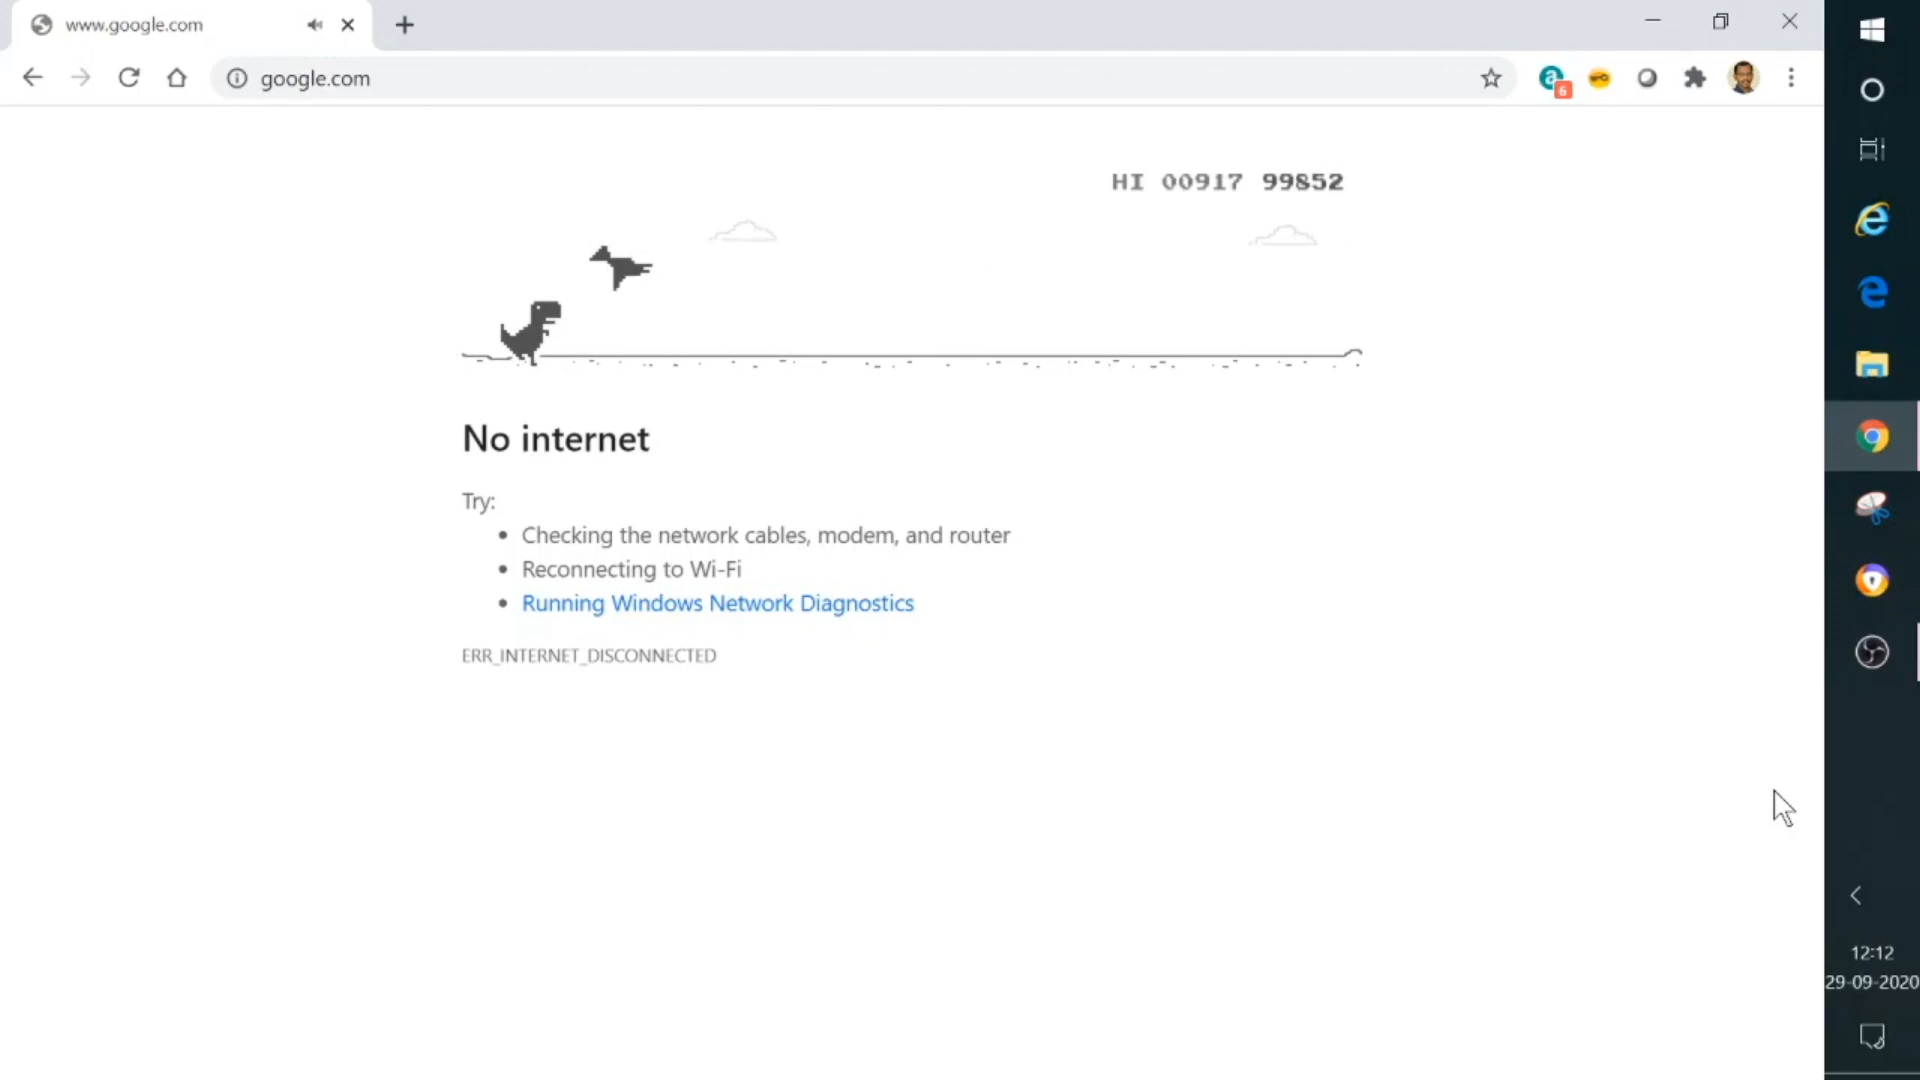 www.google.com
google.com
6
HI 00917 99852
No internet
Try:
• Checking the network cables, modem, and router
• Reconnecting to Wi-Fi
• Running Windows Network Diagnostics
ERR_INTERNET_DISCONNECTED
12:12
29-09-2020